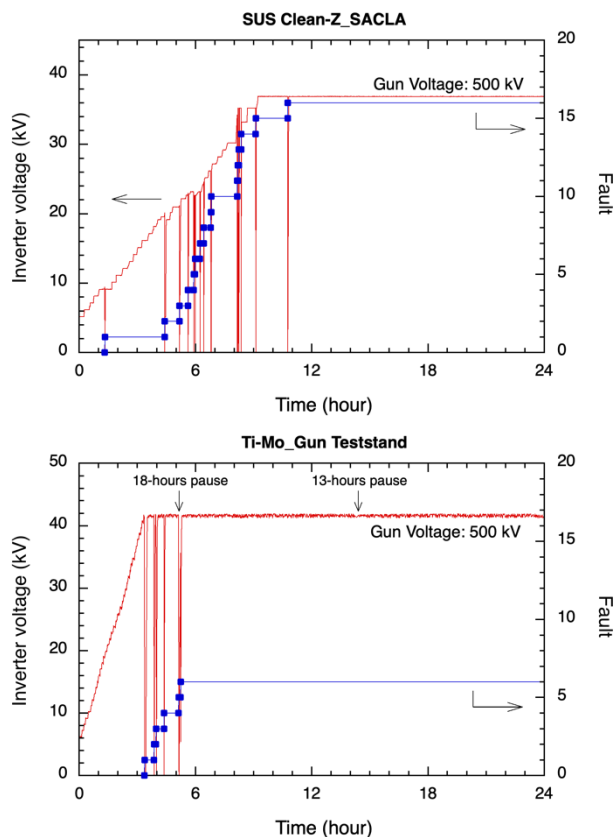 SUS Clean-Z_SACLA
Gun Voltage: 500 kV
Inverter voltage (kV)
40
30
20
10
0
Fault
20
15
10
5
0
0 6 12 18 24
Time (hour)
Ti-Mo_Gun Teststand
18-hours pause 13-hours pause
Gun Voltage: 500 kV
Inverter voltage (kV)
50
40
30
20
10
0
Fault
20
15
10
5
0
0 6 12 18 24
Time (hour)